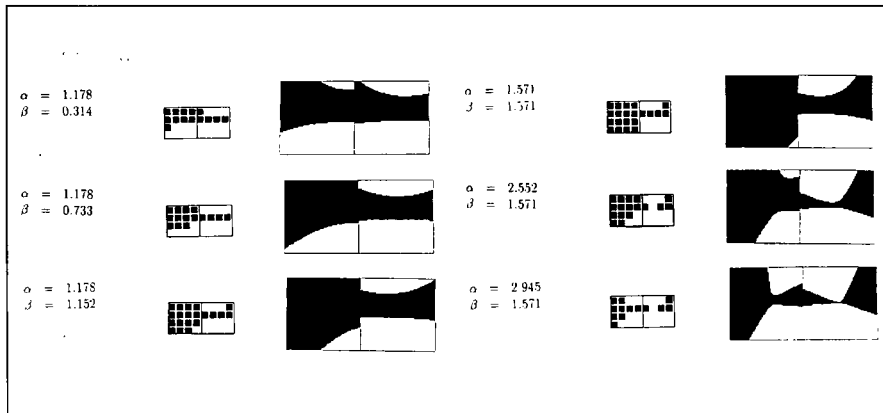 α = 1.178
β = 0.314
α = 1.178
β = 0.733
α = 1.178
β = 1.152
α = 1.571
β = 1.571
α = 2.552
β = 1.571
α = 2 945
β = 1.571